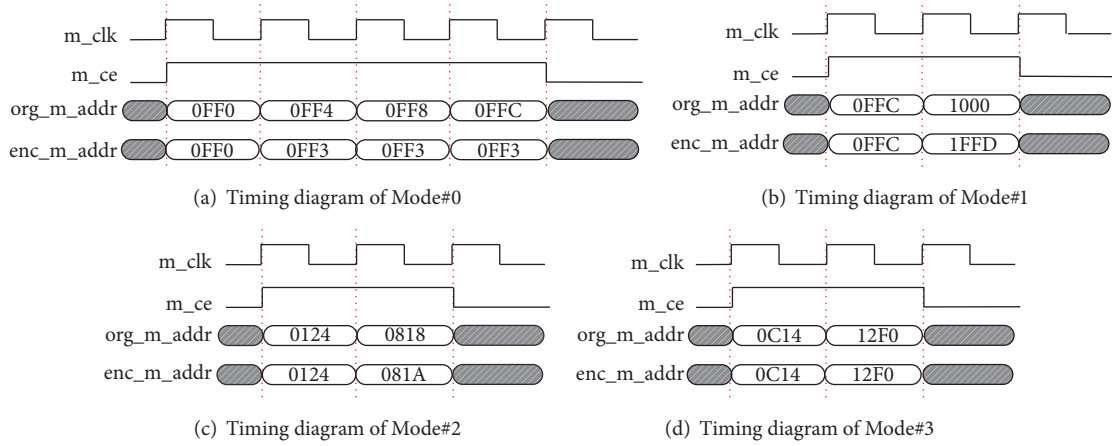 m_clk
m_ce
org_m_addr 0FF0 0FF4 0FF8 0FFC
enc_m_addr 0FF0 0FF3 0FF3 0FF3
(a) Timing diagram of Mode#0
m_clk
m_ce
org_m_addr 0FFC 1000
enc_m_addr 0FFC 1FFD
(b) Timing diagram of Mode#1
m_clk
m_ce
org_m_addr 0124 0818
enc_m_addr 0124 081A
(c) Timing diagram of Mode#2
m_clk
m_ce
org_m_addr 0C14 12F0
enc_m_addr 0C14 12F0
(d) Timing diagram of Mode#3